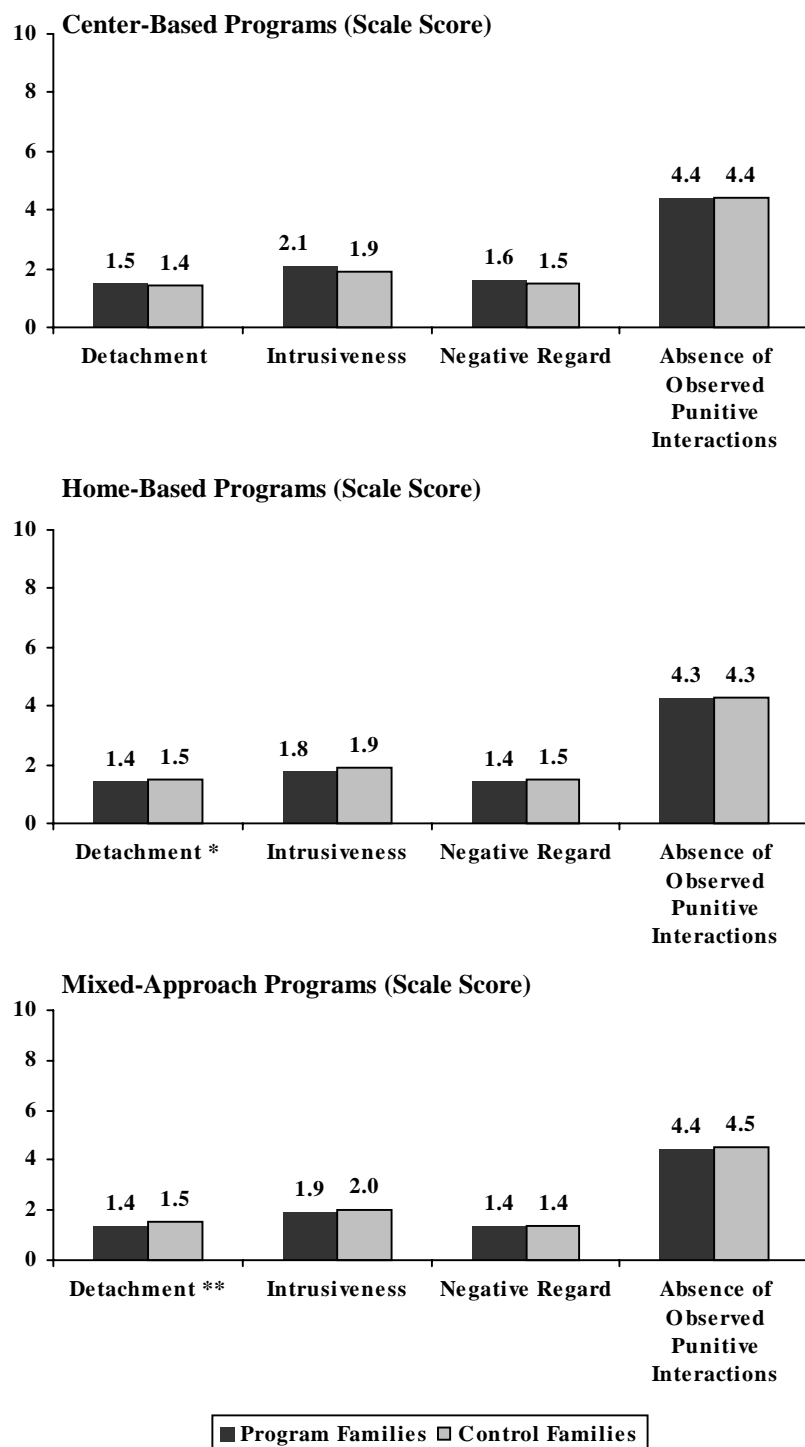 Center-Based Programs (Scale Score)
10
8
6
4
2
0
1.5 1.4 2.1 1.9 1.6 1.5 4.4 4.4
Detachment Intrusiveness Negative Regard Absence of
Observed
Punitive
Interactions
Home-Based Programs (Scale Score)
10
8
6
4
2
0
1.4 1.5 1.8 1.9 1.4 1.5 4.3 4.3
Detachment * Intrusiveness Negative Regard Absence of
Observed
Punitive
Interactions
Mixed-Approach Programs (Scale Score)
10
8
6
4
2
0
1.4 1.5 1.9 2.0 1.4 1.4 4.4 4.5
Detachment ** Intrusiveness Negative Regard Absence of
Observed
Punitive
Interactions
Program Families Control Families